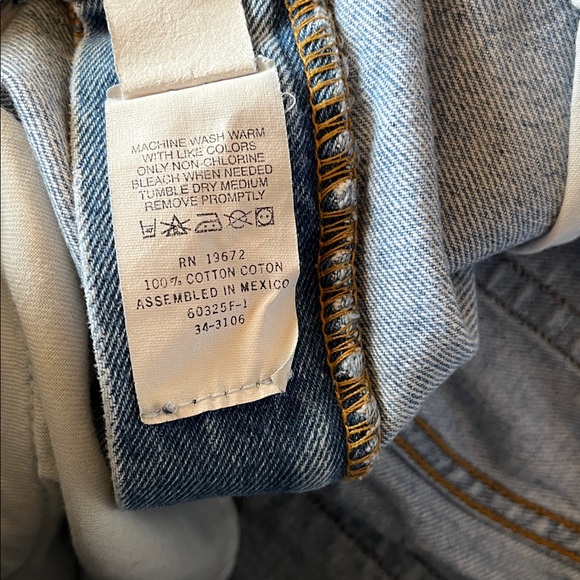 MACHINE WASH WARM
WITH LIKE COLORS
ONLY NON-CHLORINE
BLEACH WHEN NEEDED
TUMBLE DRY MEDIUM
REMOVE PROMPTLY
RN 19672
100% COTTON COTON
ASSEMBLED IN MEXICO
60325F-1
34-3106